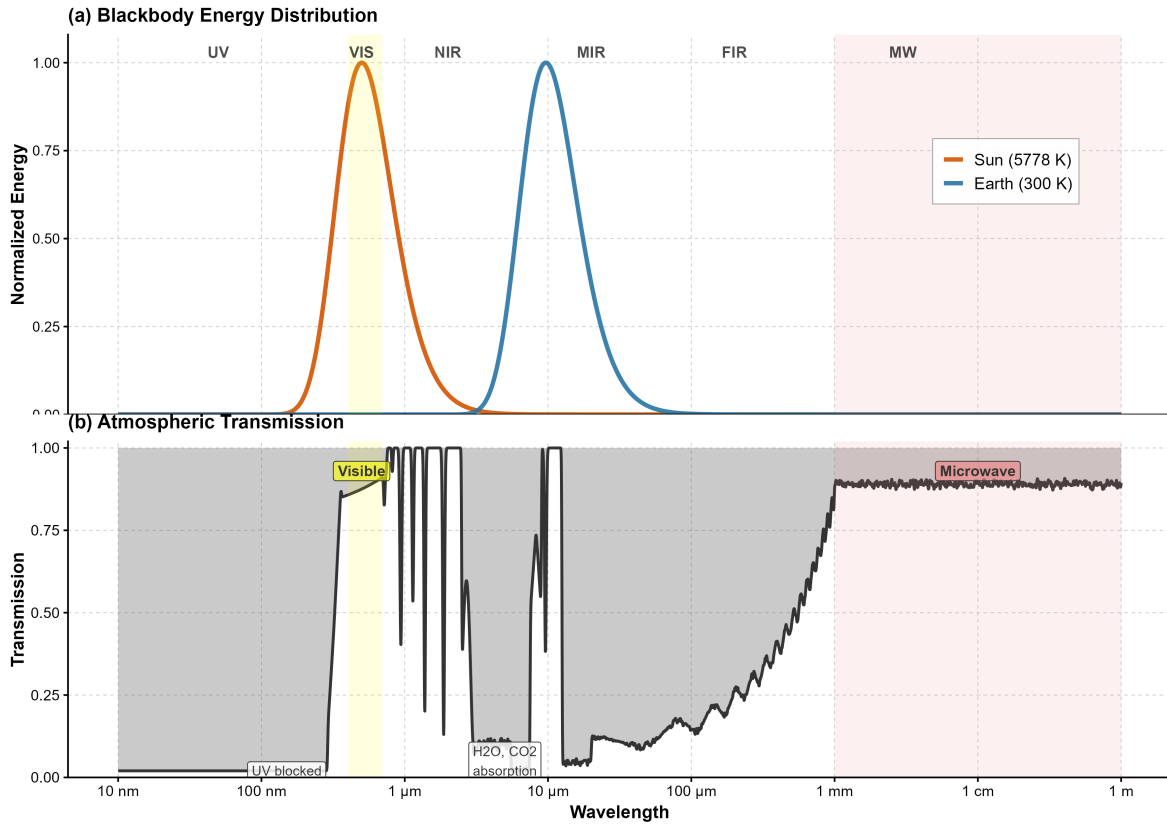 (a) Blackbody Energy Distribution
UV VIS NIR MIR FIR MW
1.00
0.75
0.50
0.25
0.00
Normalized Energy
Sun (5778 K)
Earth (300 K)
(b) Atmospheric Transmission
1.00
0.75
0.50
0.25
0.00
Transmission
Visible
Microwave
UV blocked
H2O, CO2
absorption
10 nm 100 nm 1 µm 10 µm 100 µm 1 mm 1 cm 1 m
Wavelength